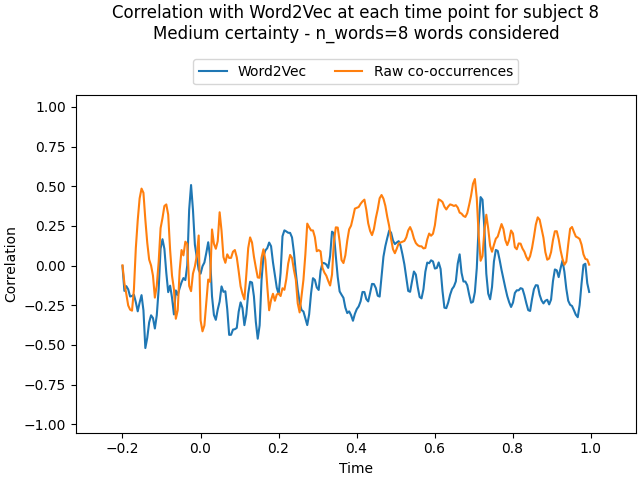 Correlation with Word2Vec at each time point for subject 8
Medium certainty - n_words=8 words considered
Word2Vec
Raw co-occurrences
1.00
0.75
0.50
0.25
0.00
−0.25
−0.50
−0.75
−1.00
Correlation
−0.2
0.0
0.2
0.4
0.6
0.8
1.0
Time